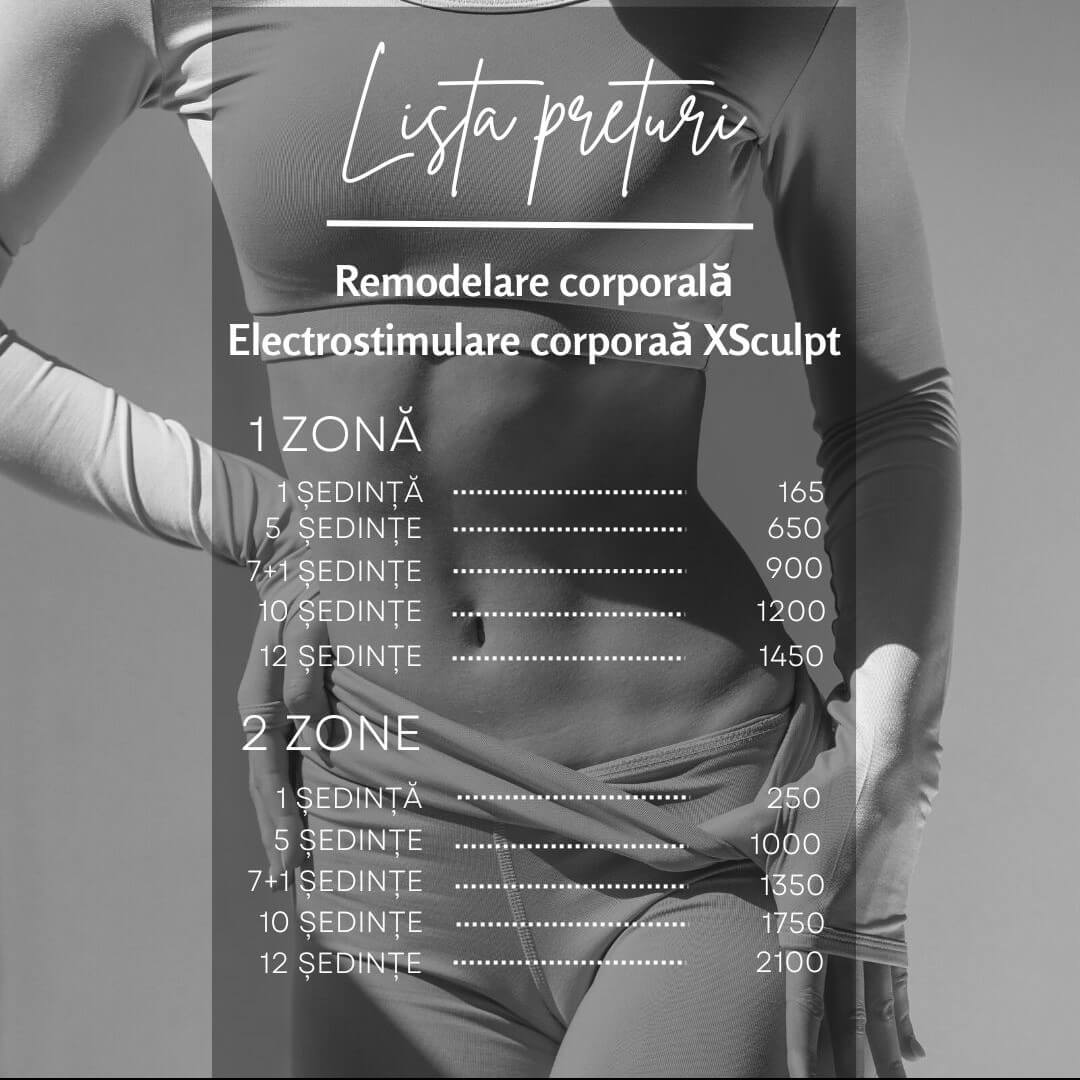 Lista preturi
Remodelare corporală
Electrostimulare corporaă XSculpt
1 ZONĂ
1 ȘEDINȚĂ 165
5 ȘEDINȚE 650
7+1 ȘEDINȚE 900
10 ȘEDINȚE 1200
12 ȘEDINȚE 1450
2 ZONE
1 ȘEDINȚĂ 250
5 ȘEDINȚE 1000
7+1 ȘEDINȚE 1350
10 ȘEDINȚE 1750
12 ȘEDINȚE 2100